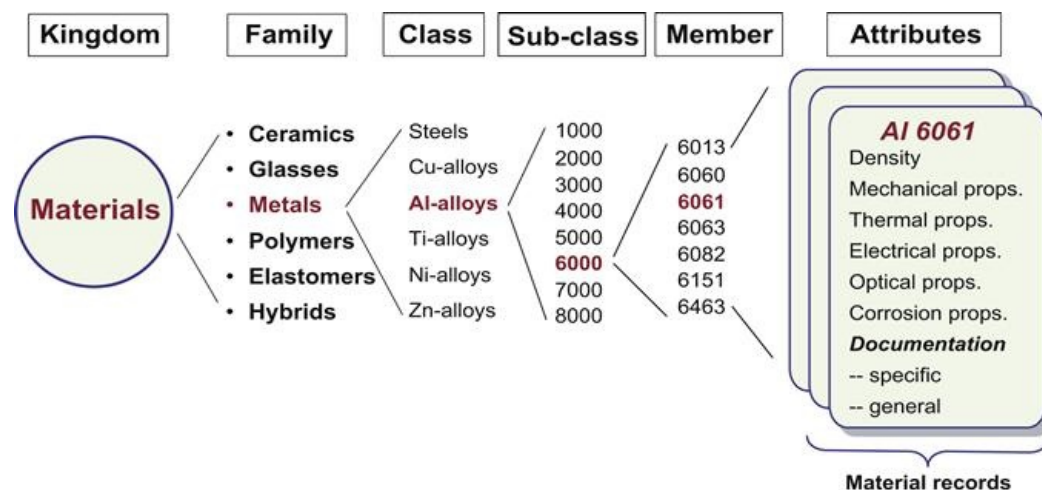 Kingdom
Family
Class
Sub-class
Member
Attributes
Materials
• Ceramics
• Glasses
• Metals
• Polymers
• Elastomers
• Hybrids
Steels
Cu-alloys
Al-alloys
Ti-alloys
Ni-alloys
Zn-alloys
1000
2000
3000
4000
5000
6000
7000
8000
6013
6060
6061
6063
6082
6151
6463
Al 6061
Density
Mechanical props.
Thermal props.
Electrical props.
Optical props.
Corrosion props.
Documentation
-- specific
-- general
Material records